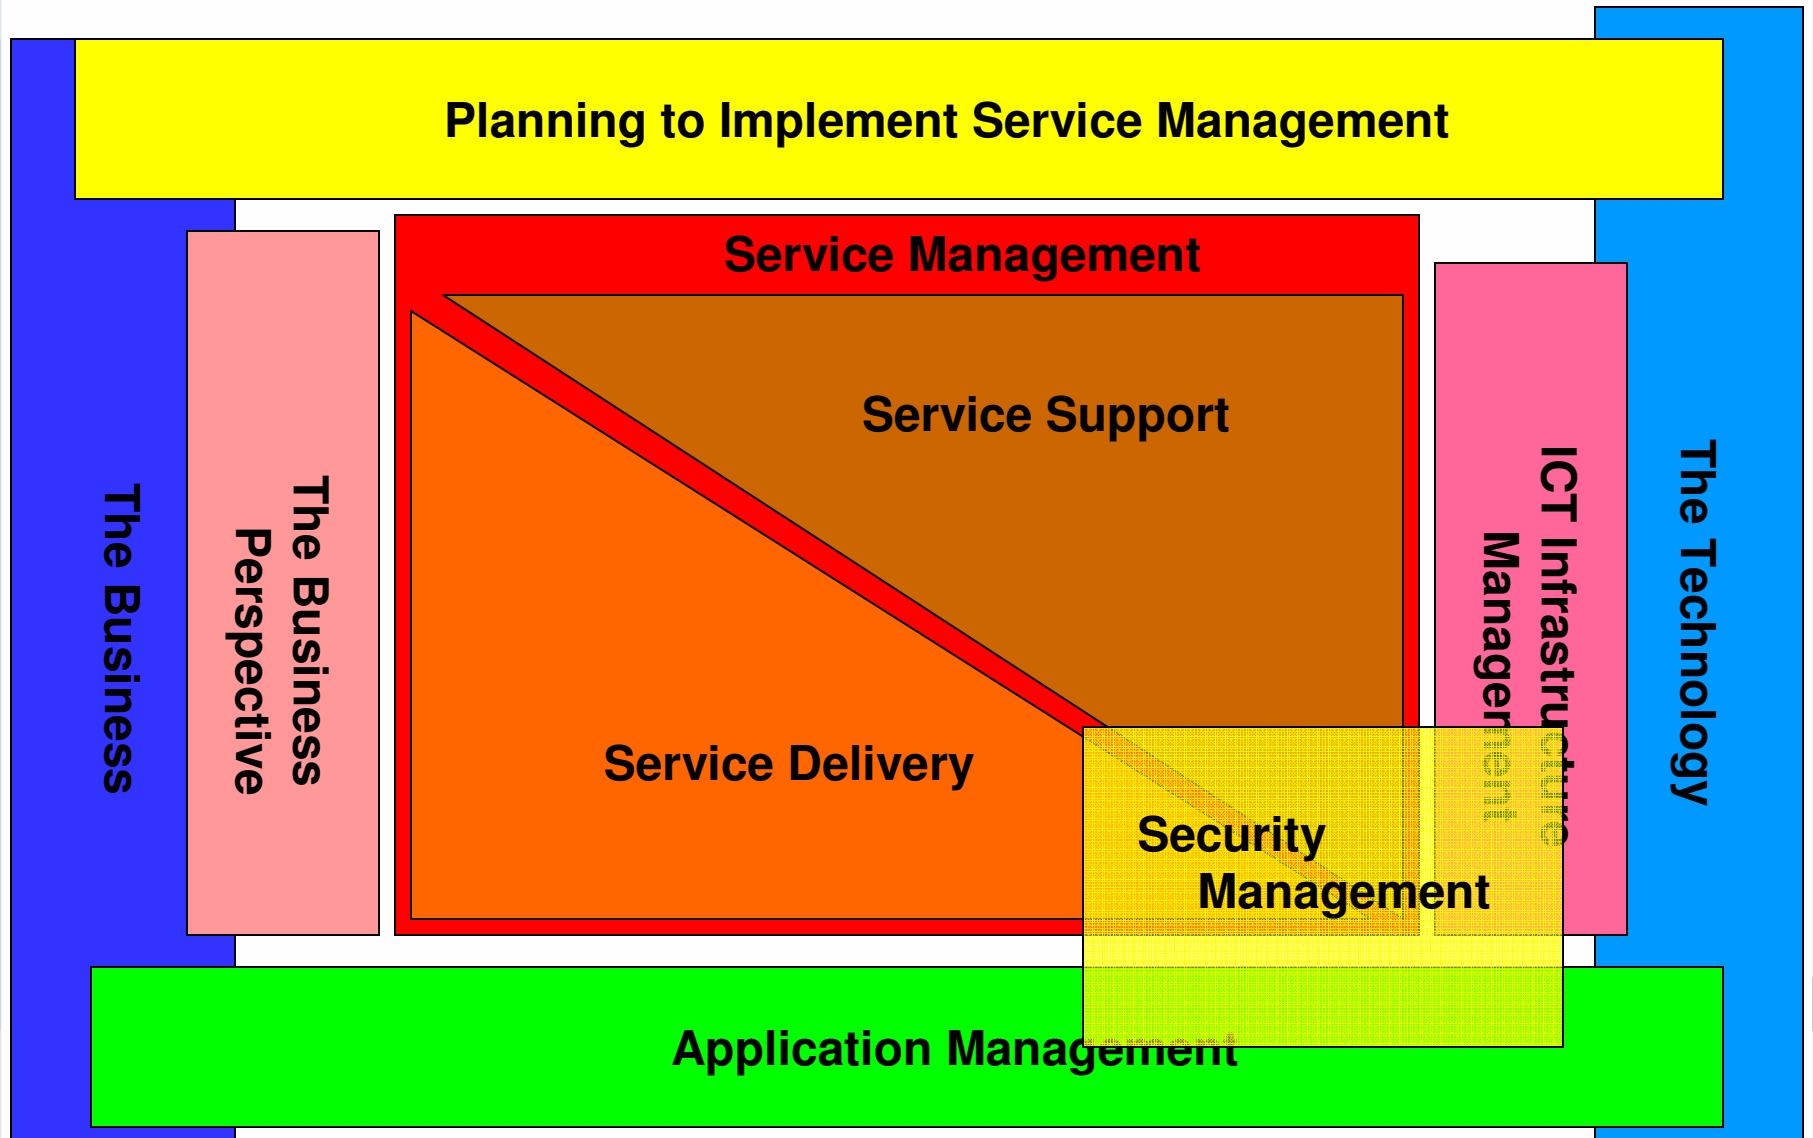 Planning to Implement Service Management
Service Management
Service Support
Service Delivery
The Business
The Business
Perspective
ICT Infrastructure
Management
The Technology
Security
Management
Application Management